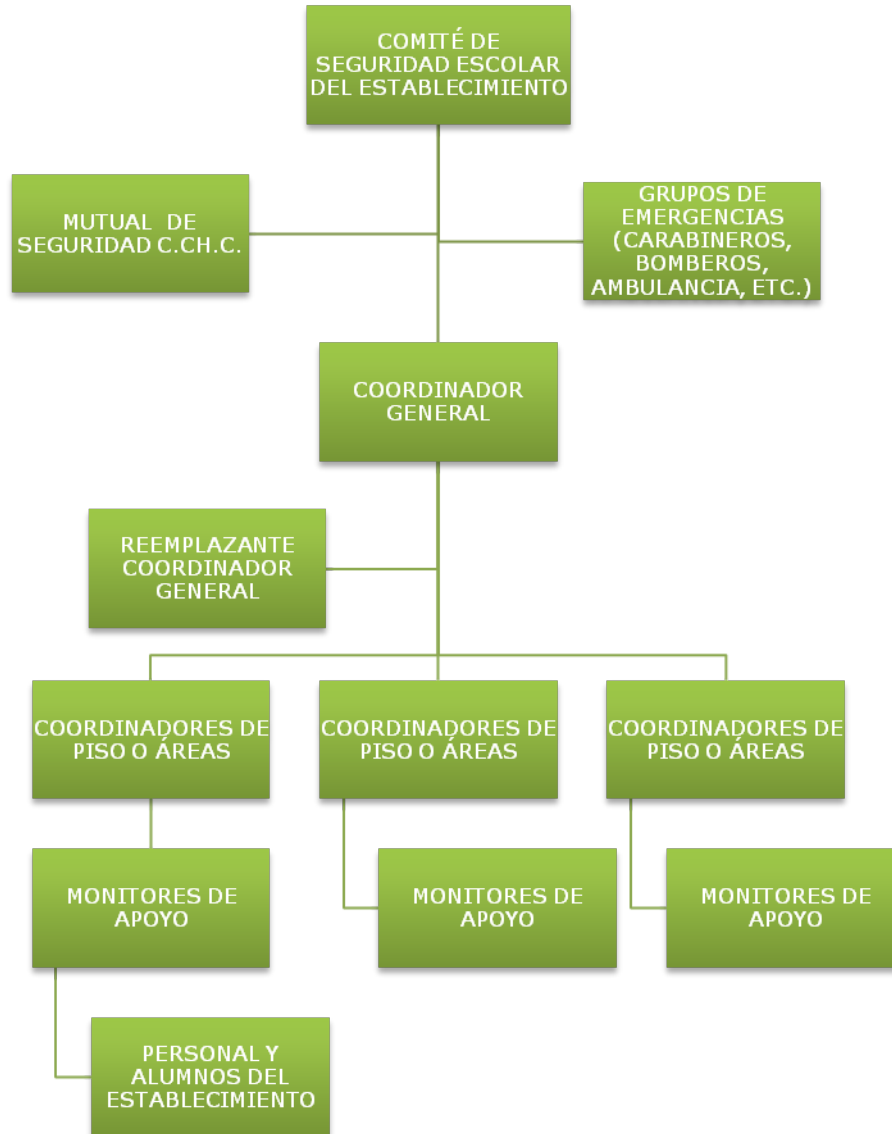 COMITÉ DE
SEGURIDAD ESCOLAR
DEL ESTABLECIMIENTO
MUTUAL DE
SEGURIDAD C.CH.C.
GRUPOS DE
EMERGENCIAS
(CARABINEROS,
BOMBEROS,
AMBULANCIA, ETC.)
COORDINADOR
GENERAL
REEMPLAZANTE
COORDINADOR
GENERAL
COORDINADORES DE
PISO O ÁREAS
COORDINADORES DE
PISO O ÁREAS
COORDINADORES DE
PISO O ÁREAS
MONITORES DE
APOYO
MONITORES DE
APOYO
MONITORES DE
APOYO
PERSONAL Y
ALUMNOS DEL
ESTABLECIMIENTO